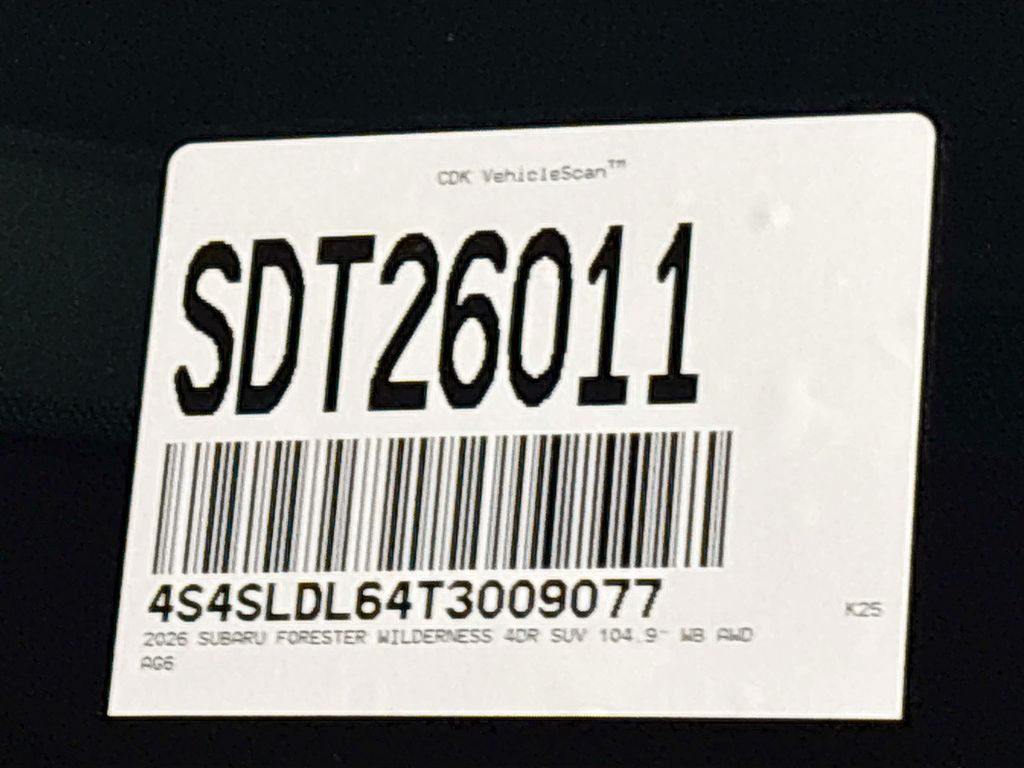 CDK VehicleScan™
SDT26011
4S4SLDL64T3009077
K25
2026 SUBARU FORESTER WILDERNESS 4DR SUV 104.9" WB AWD
AG6